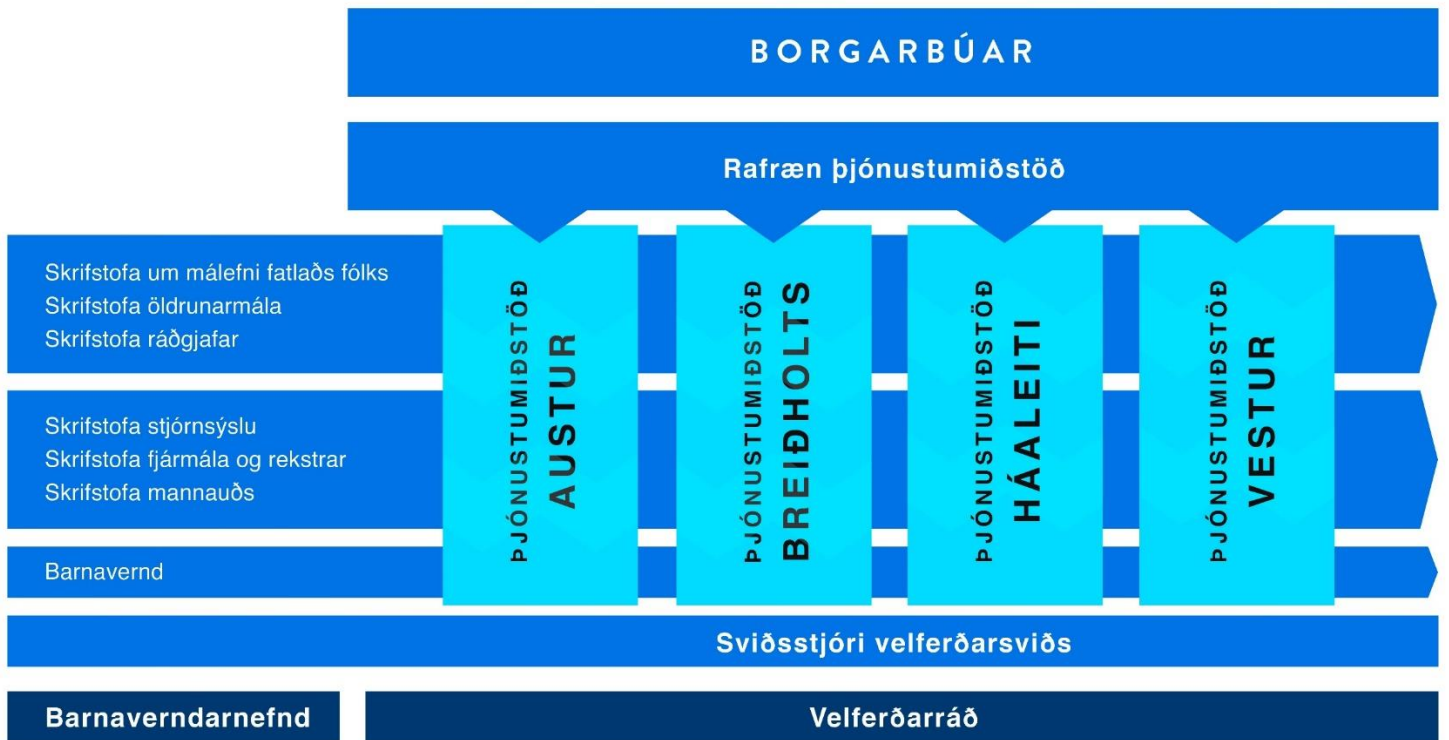 BORGARBÚAR
Rafræn þjónustumiðstöð
Skrifstofa um málefni fatlaðs fólks
Skrifstofa öldrunarmála
Skrifstofa ráðgjafar
Skrifstofa stjórnsýslu
Skrifstofa fjármála og rekstrar
Skrifstofa mannauðs
Barnavernd
ÞJÓNUSTUMIÐSTÖÐ
AUSTUR
ÞJÓNUSTUMIÐSTÖÐ
BREIÐHOLTS
ÞJÓNUSTUMIÐSTÖÐ
HÁALEITI
ÞJÓNUSTUMIÐSTÖÐ
VESTUR
Sviðsstjóri velferðarsviðs
Barnaverndarnefnd
Velferðarráð